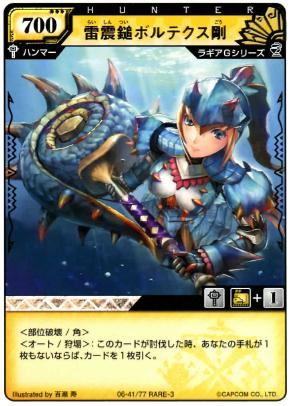 HUNTER
700
らい しん つい ごう
雷震鎚ボルテクス剛
ハンマー
ラギアGシリーズ
+1
<部位破壊／角>
<オート／狩場>：このカードが討伐した時、あなたの手札が１
枚もないならば、カードを１枚引く。
Illustrated by 百瀬 寿
06-41/77 RARE-3
©CAPCOM CO., LTD.